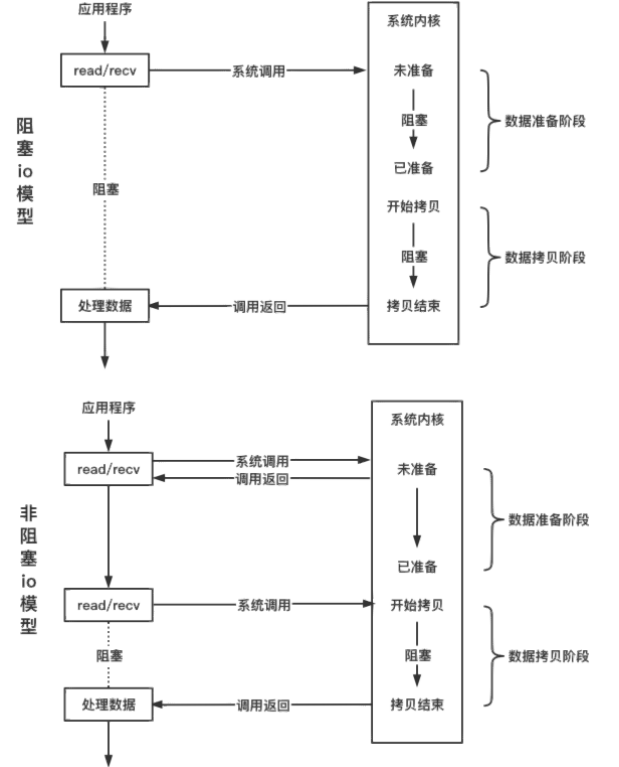 阻塞io模型
应用程序
read/recv
系统调用
阻塞
处理数据
调用返回
系统内核
未准备
阻塞
已准备
开始拷贝
阻塞
拷贝结束
数据准备阶段
数据拷贝阶段
非阻塞io模型
应用程序
read/recv
系统调用
调用返回
read/recv
系统调用
阻塞
处理数据
调用返回
系统内核
未准备
已准备
开始拷贝
阻塞
拷贝结束
数据准备阶段
数据拷贝阶段